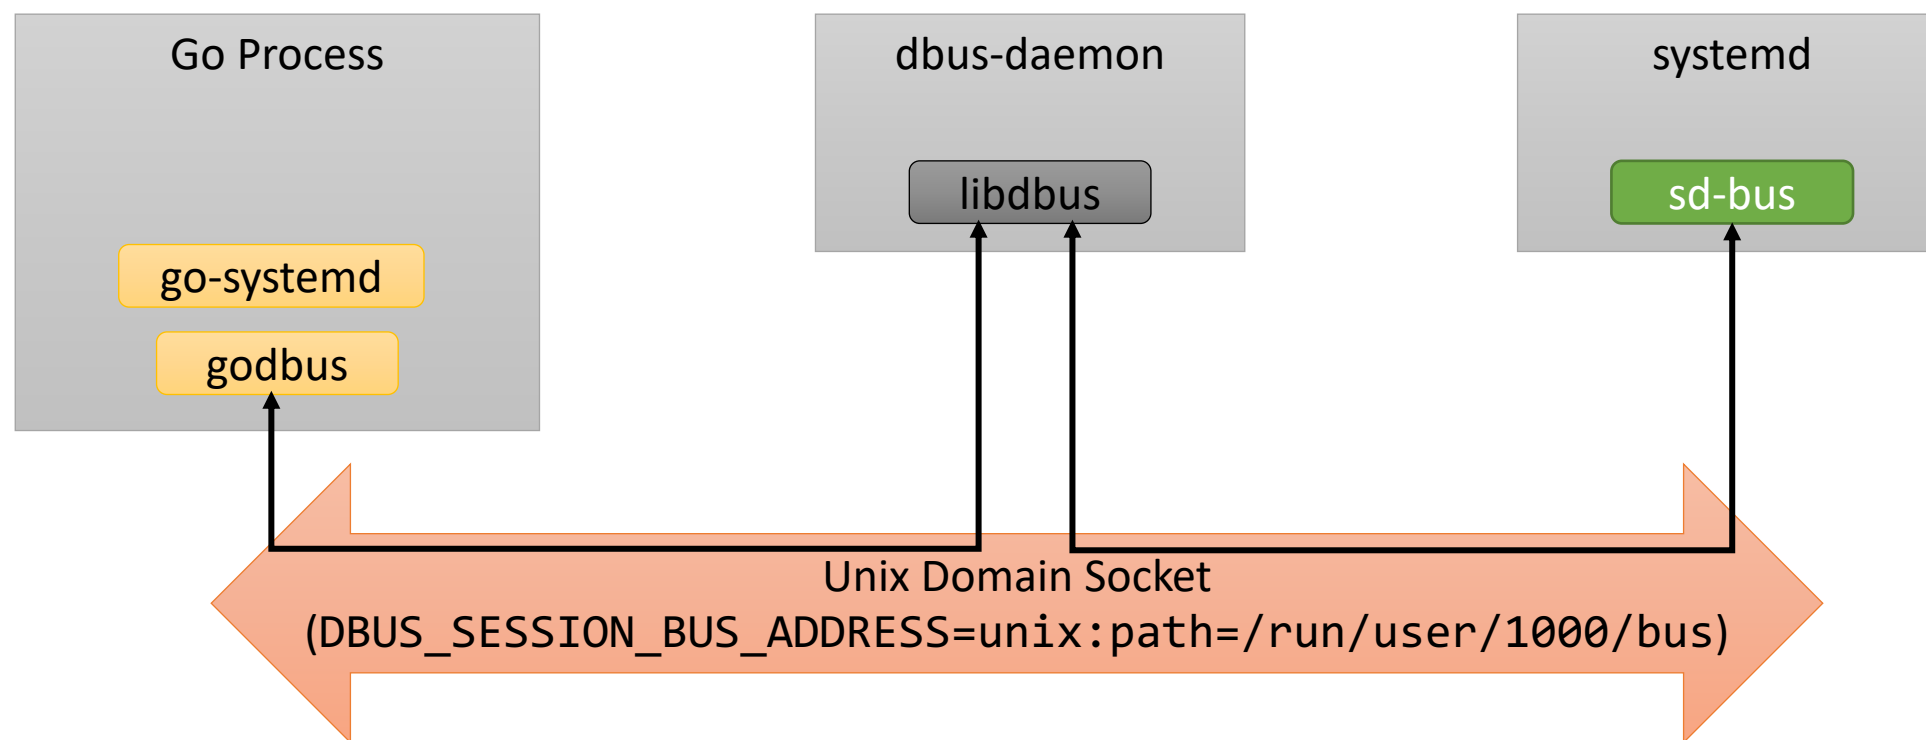 Go Process
go-systemd
godbus
dbus-daemon
libdbus
systemd
sd-bus
Unix Domain Socket
(DBUS_SESSION_BUS_ADDRESS=unix:path=/run/user/1000/bus)